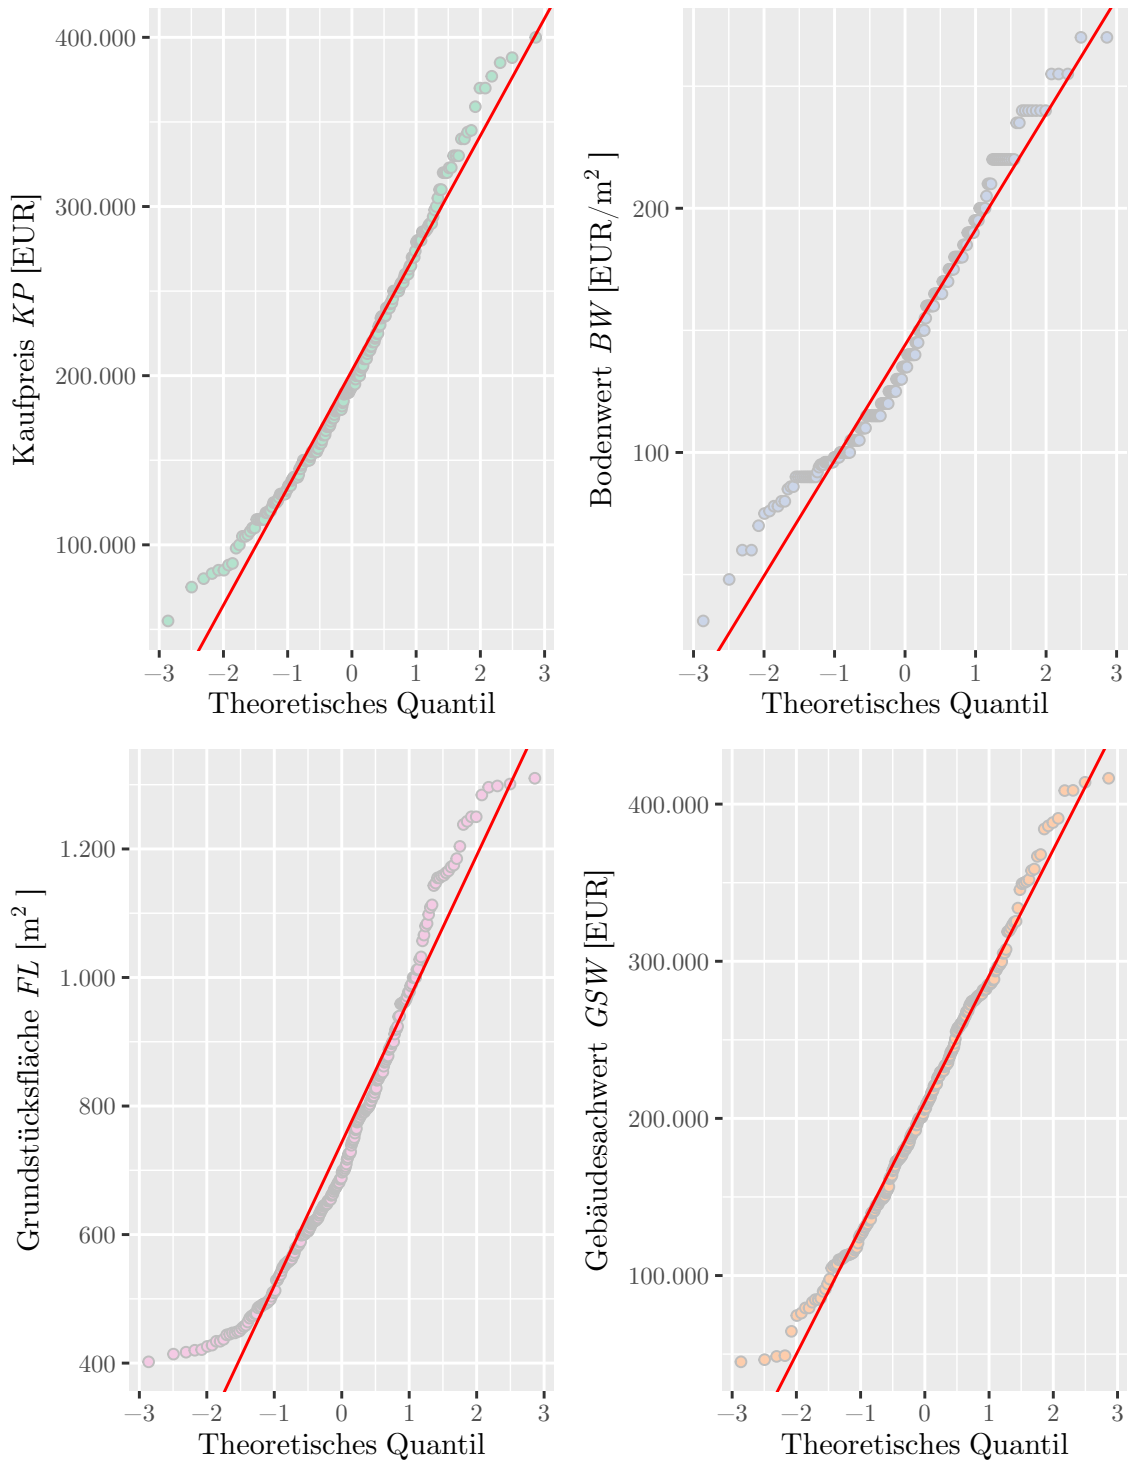 Kaufpreis KP [EUR]
400.000
300.000
200.000
100.000
−3 −2 −1 0 1 2 3
Theoretisches Quantil
Bodenwert BW [EUR/m² ]
200
100
−3 −2 −1 0 1 2 3
Theoretisches Quantil
Grundstücksfläche FL [m² ]
1.200
1.000
800
600
400
−3 −2 −1 0 1 2 3
Theoretisches Quantil
Gebäudesachwert GSW [EUR]
400.000
300.000
200.000
100.000
−3 −2 −1 0 1 2 3
Theoretisches Quantil